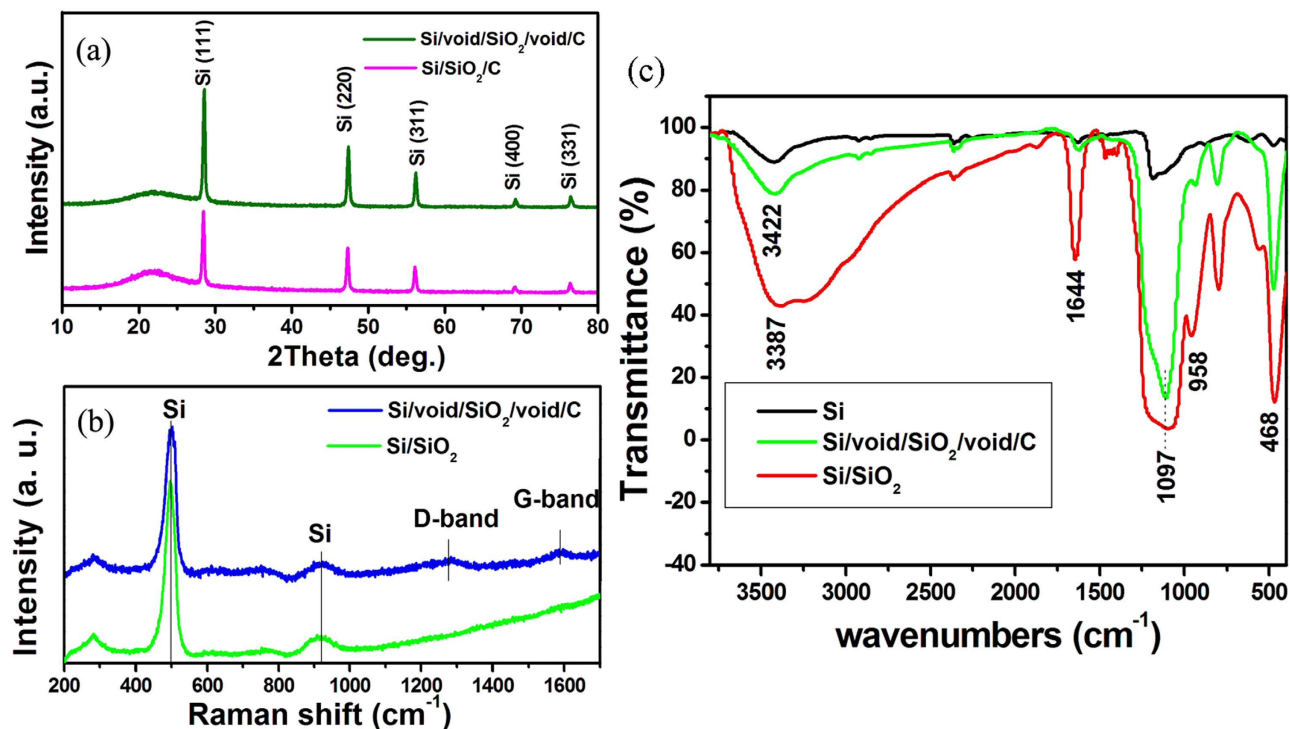 (a)
Si/void/SiO₂/void/C
Si/SiO₂/C
Si (111)
Si (220)
Si (311)
Si (400)
Si (331)
Intensity (a.u.)
10 20 30 40 50 60 70 80
2Theta (deg.)
(b)
Si/void/SiO₂/void/C
Si/SiO₂
Si
Si
D-band
G-band
Intensity (a. u.)
200 400 600 800 1000 1200 1400 1600
Raman shift (cm⁻¹)
(c)
100
80
60
40
20
0
-20
-40
Transmittance (%)
3422
3387
1644
1097
958
468
Si
Si/void/SiO₂/void/C
Si/SiO₂
3500 3000 2500 2000 1500 1000 500
wavenumbers (cm⁻¹)